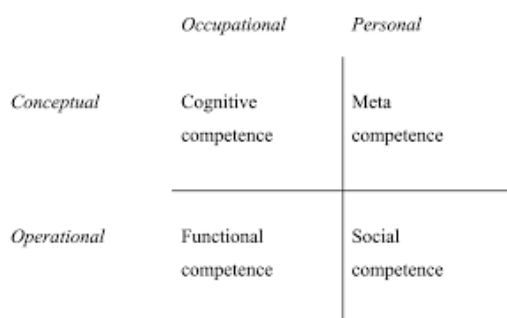 Occupational Personal
Conceptual Cognitive Meta
competence competence
Operational Functional Social
competence competence